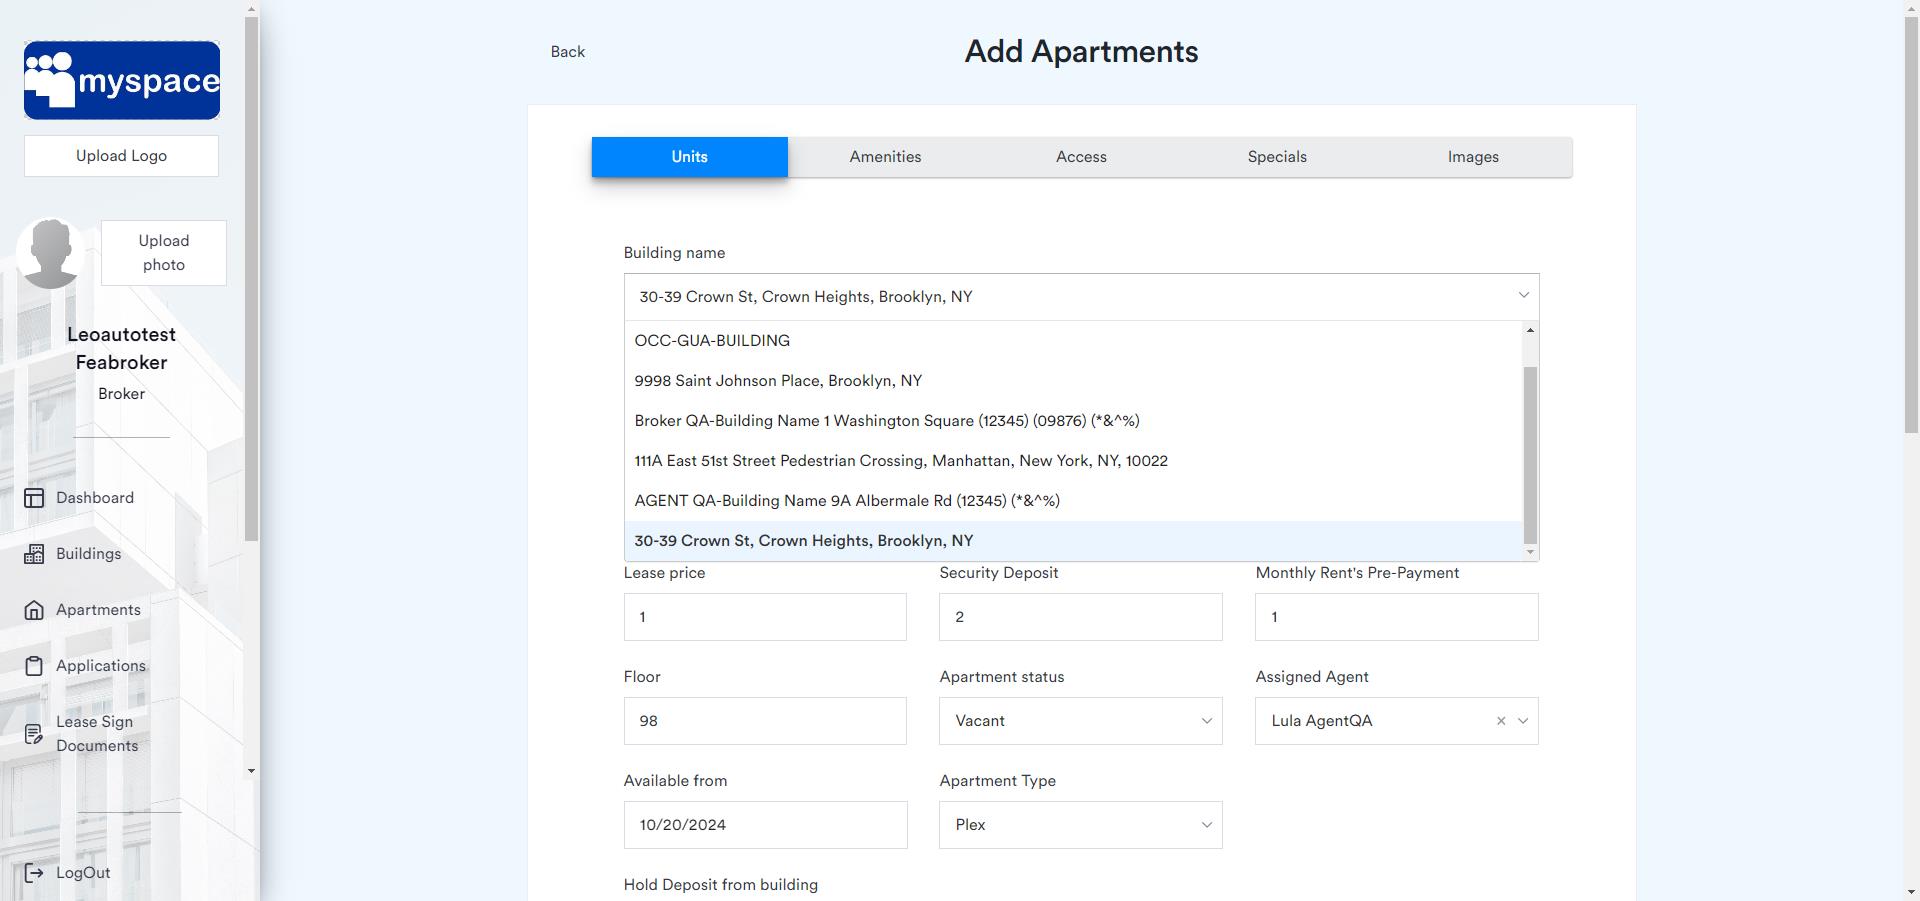 myspace
Upload Logo
Upload
photo
Leoautotest
Feabroker
Broker
Dashboard
Buildings
Apartments
Applications
Lease Sign
Documents
LogOut
Back
Add Apartments
Units
Amenities
Access
Specials
Images
Building name
30-39 Crown St, Crown Heights, Brooklyn, NY
OCC-GUA-BUILDING
9998 Saint Johnson Place, Brooklyn, NY
Broker QA-Building Name 1 Washington Square (12345) (09876) (*&^%)
111A East 51st Street Pedestrian Crossing, Manhattan, New York, NY, 10022
AGENT QA-Building Name 9A Albermale Rd (12345) (*&^%)
30-39 Crown St, Crown Heights, Brooklyn, NY
Lease price
Security Deposit
Monthly Rent's Pre-Payment
1
2
1
Floor
Apartment status
Assigned Agent
98
Vacant
Lula AgentQA
Available from
Apartment Type
10/20/2024
Plex
Hold Deposit from building